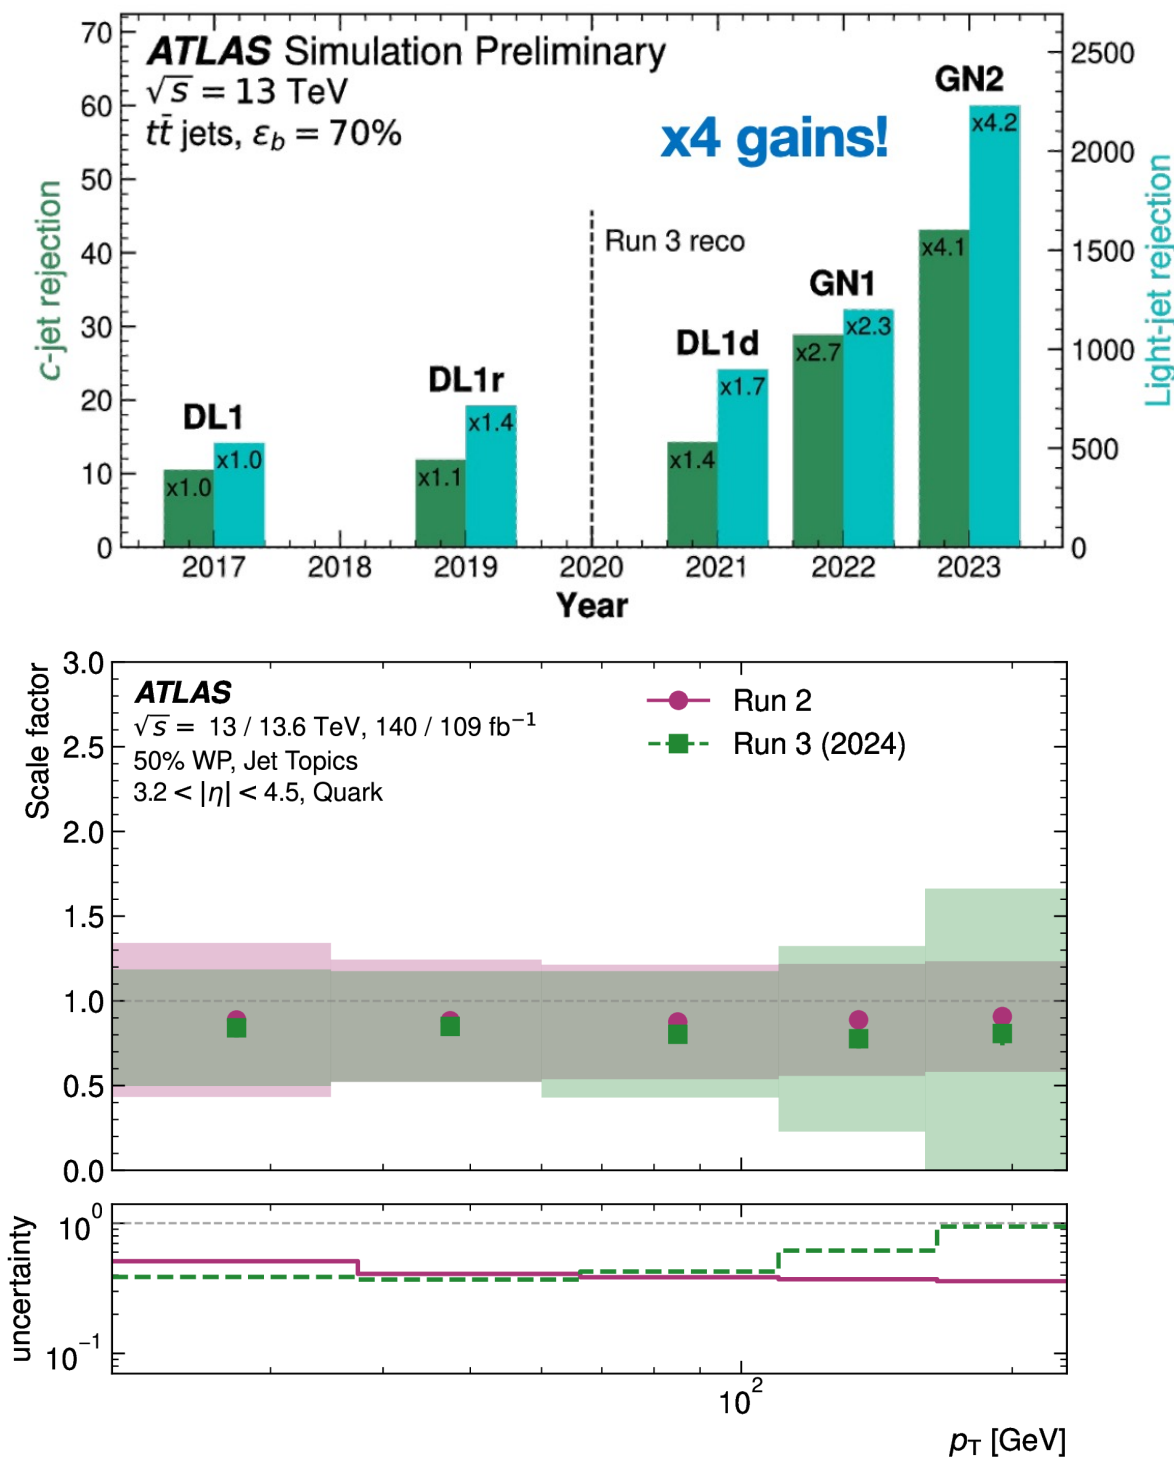 ATLAS Simulation Preliminary
√s = 13 TeV
tt̄ jets, ε_b = 70%
x4 gains!
Run 3 reco
DL1
DL1r
DL1d
GN1
GN2
x1.0
x1.0
x1.1
x1.4
x1.4
x1.7
x2.7
x2.3
x4.1
x4.2
c-jet rejection
70
60
50
40
30
20
10
0
Light-jet rejection
2500
2000
1500
1000
500
0
2017 2018 2019 2020 2021 2022 2023
Year
Scale factor
3.0
2.5
2.0
1.5
1.0
0.5
0.0
ATLAS
√s = 13 / 13.6 TeV, 140 / 109 fb⁻¹
50% WP, Jet Topics
3.2 < |η| < 4.5, Quark
Run 2
Run 3 (2024)
uncertainty
10⁰
10⁻¹
10²
p_T [GeV]